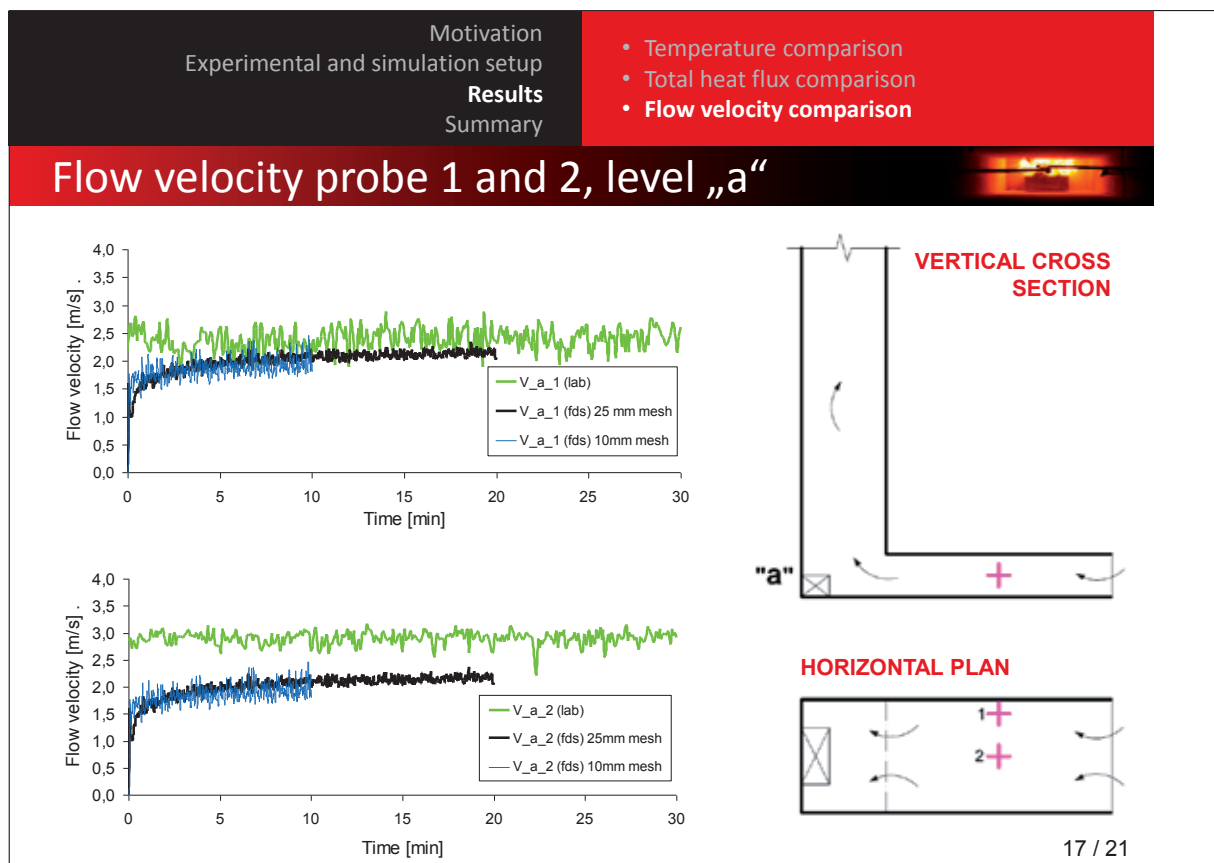 Motivation
Experimental and simulation setup
Results
Summary
• Temperature comparison
• Total heat flux comparison
• Flow velocity comparison
Flow velocity probe 1 and 2, level „a“
4,0
3,5
3,0
2,5
2,0
1,5
1,0
0,5
0,0
Flow velocity [m/s] .
V_a_1 (lab)
V_a_1 (fds) 25 mm mesh
V_a_1 (fds) 10mm mesh
0 5 10 15 20 25 30
Time [min]
4,0
3,5
3,0
2,5
2,0
1,5
1,0
0,5
0,0
Flow velocity [m/s] .
V_a_2 (lab)
V_a_2 (fds) 25mm mesh
V_a_2 (fds) 10mm mesh
0 5 10 15 20 25 30
Time [min]
VERTICAL CROSS
SECTION
"a"
HORIZONTAL PLAN
1
2
17 / 21